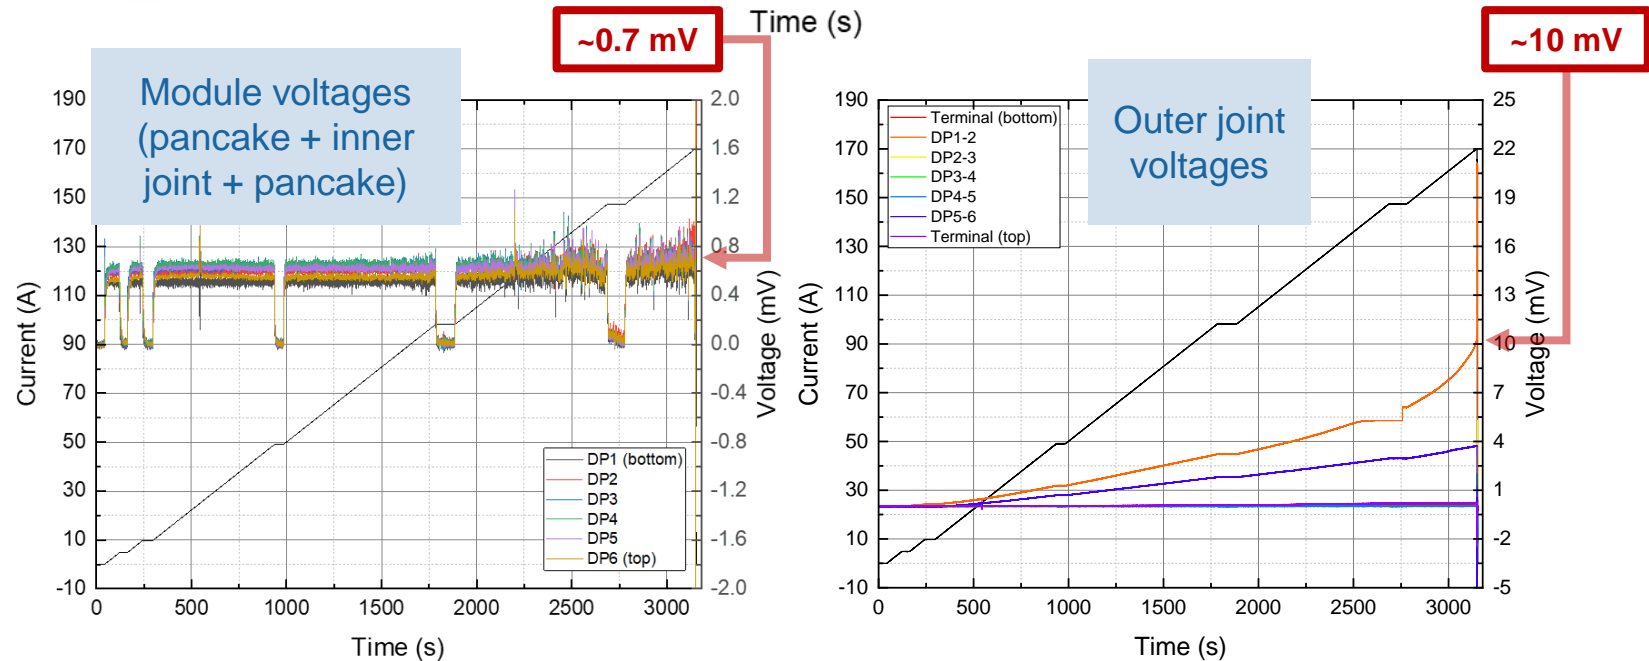 Time (s)
~0.7 mV
~10 mV
Module voltages
(pancake + inner
joint + pancake)
190
170
150
130
110
90
70
50
30
10
-10
Current (A)
2.0
1.6
1.2
0.8
0.4
0.0
-0.4
-0.8
-1.2
-1.6
-2.0
Voltage (mV)
DP1 (bottom)
DP2
DP3
DP4
DP5
DP6 (top)
0 500 1000 1500 2000 2500 3000
Time (s)
Outer joint
voltages
190
170
150
130
110
90
70
50
30
10
-10
Current (A)
Terminal (bottom)
DP1-2
DP2-3
DP3-4
DP4-5
DP5-6
Terminal (top)
25
22
19
16
13
10
7
4
1
-2
-5
Voltage (mV)
0 500 1000 1500 2000 2500 3000
Time (s)